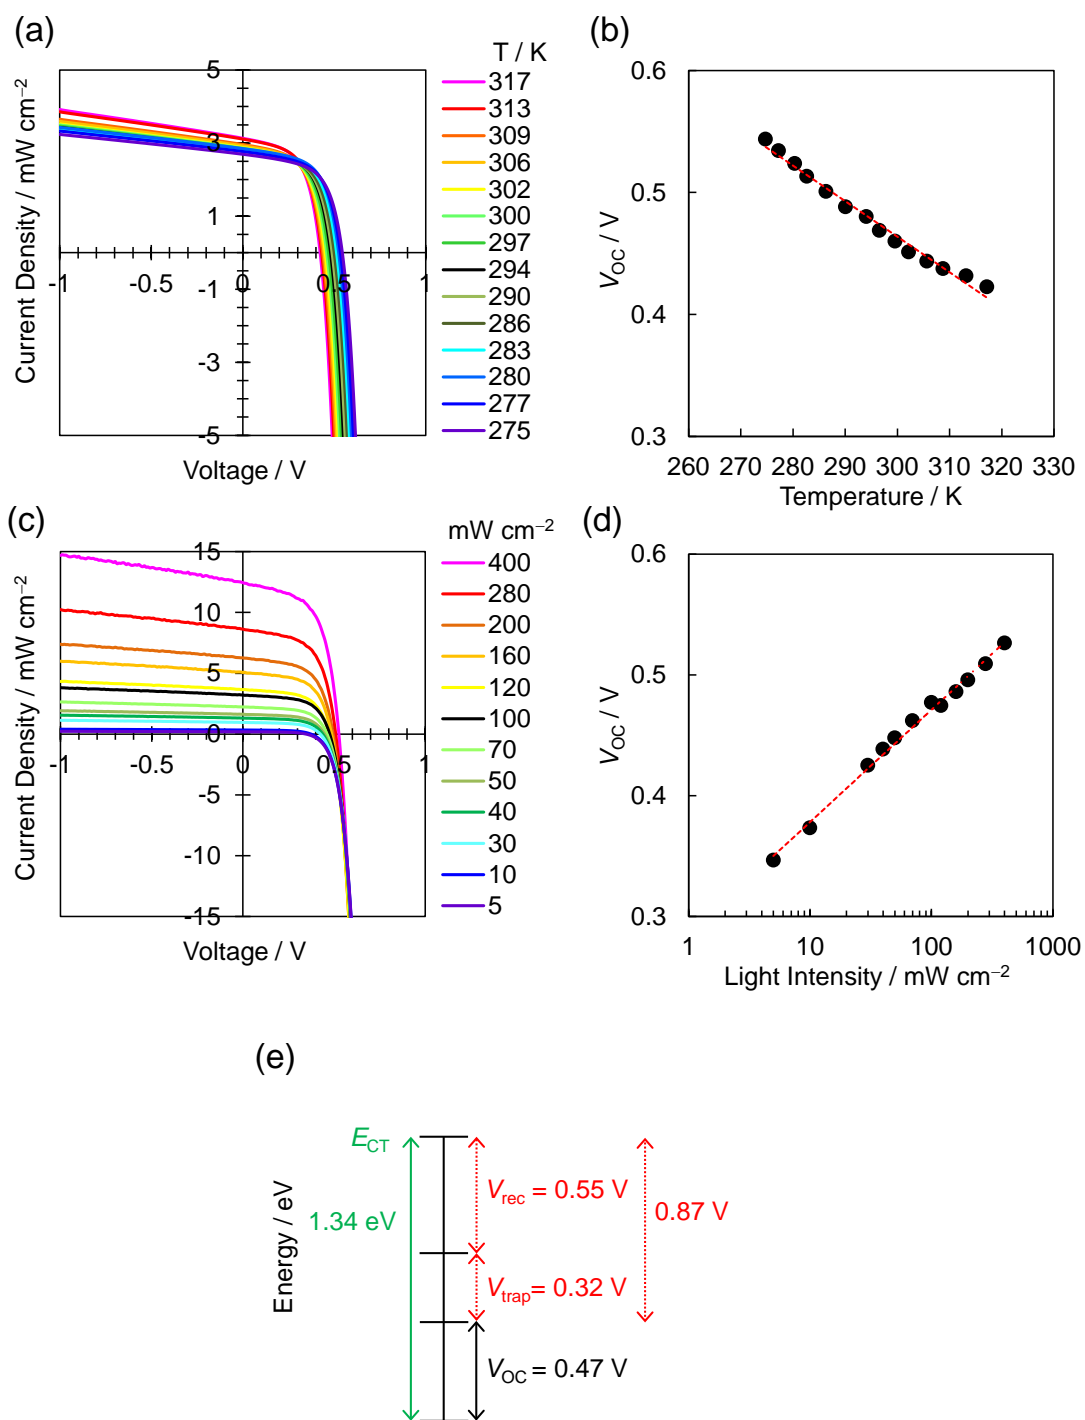 (a)
T / K
317
313
309
306
302
300
297
294
290
286
283
280
277
275
5
3
1
-1
-3
-5
-1 -0.5 0 0.5 1
Current Density / mW cm−2
Voltage / V
(b)
0.6
0.5
0.4
0.3
260 270 280 290 300 310 320 330
VOC / V
Temperature / K
(c)
mW cm−2
400
280
200
160
120
100
70
50
40
30
10
5
15
10
5
0
-5
-10
-15
-1 -0.5 0 0.5 1
Current Density / mW cm−2
Voltage / V
(d)
0.6
0.5
0.4
0.3
1 10 100 1000
VOC / V
Light Intensity / mW cm−2
(e)
Energy / eV
ECT
1.34 eV
Vrec = 0.55 V
0.87 V
Vtrap= 0.32 V
VOC = 0.47 V